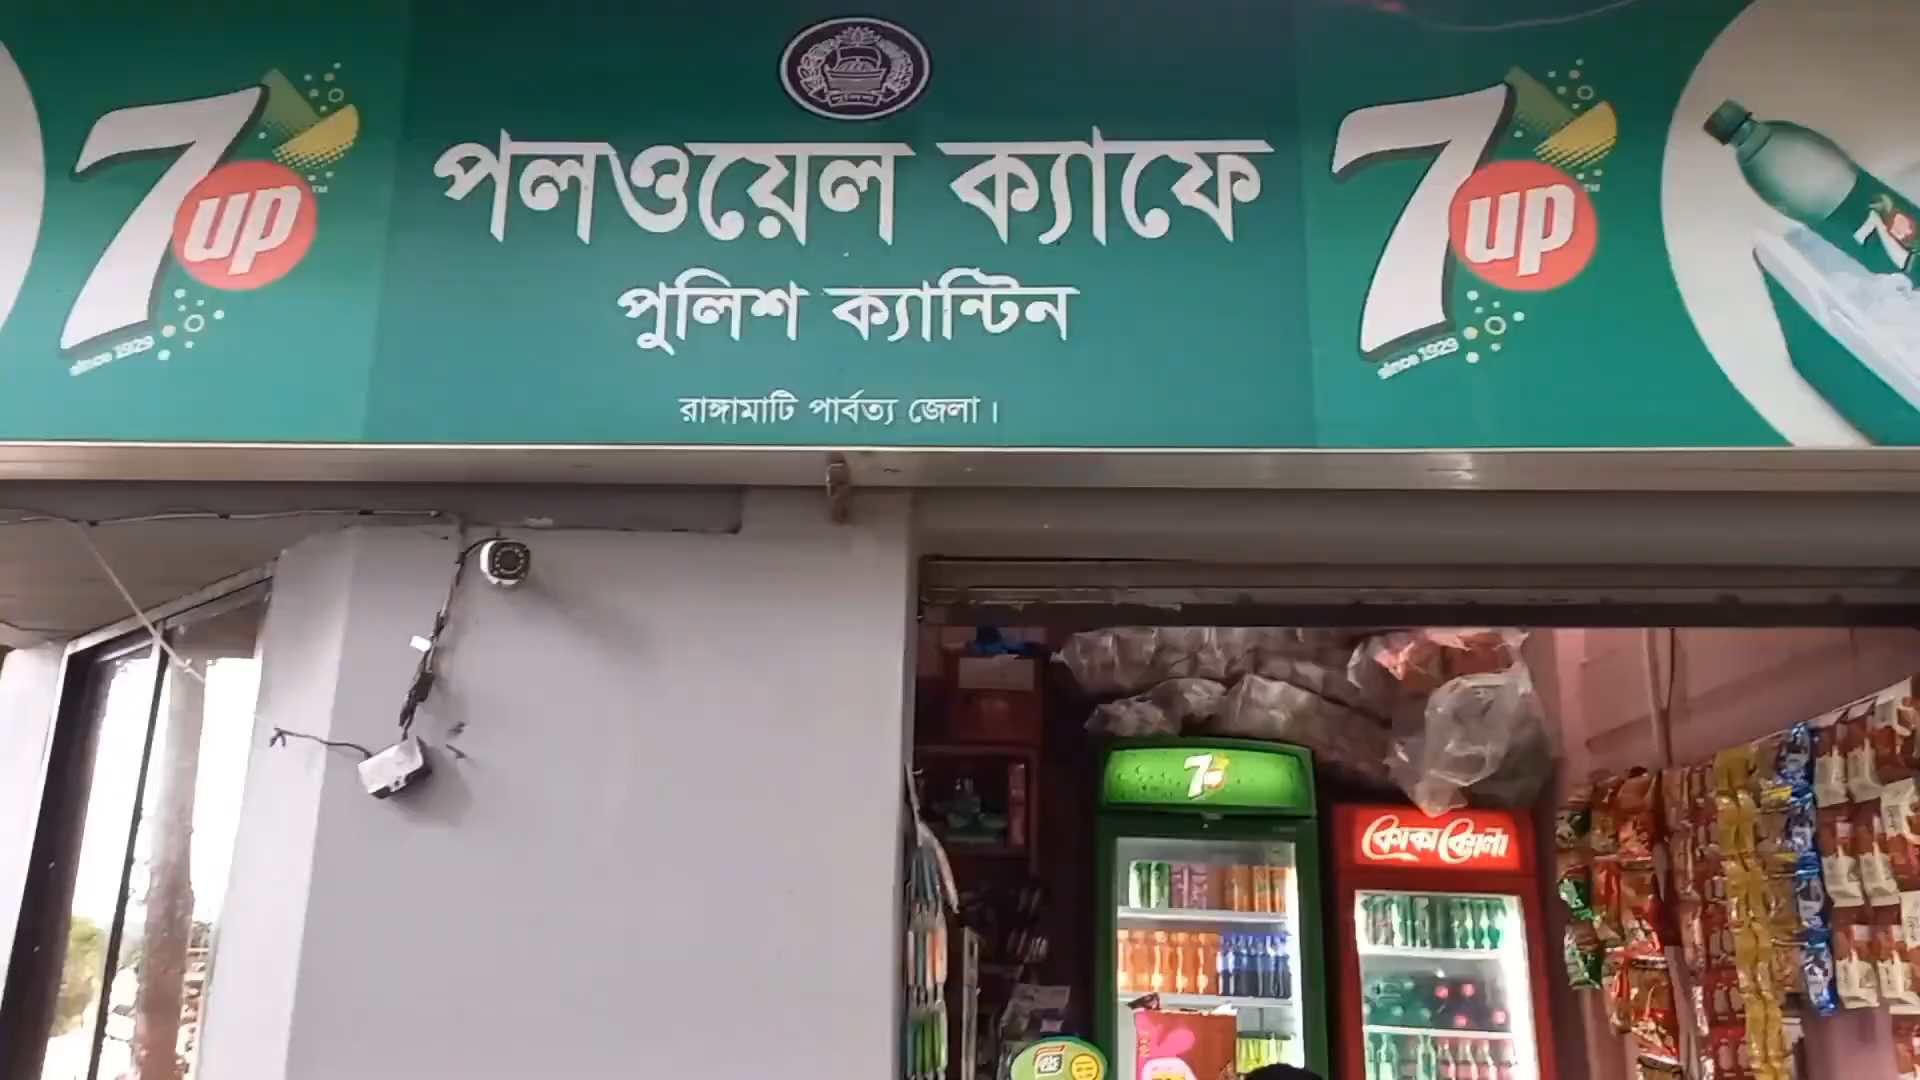 7up
since 1929
পলওয়েল ক্যাফে
পুলিশ ক্যান্টিন
রাঙ্গামাটি পার্বত্য জেলা।
7up
since 1929
7
কোকা কোলা